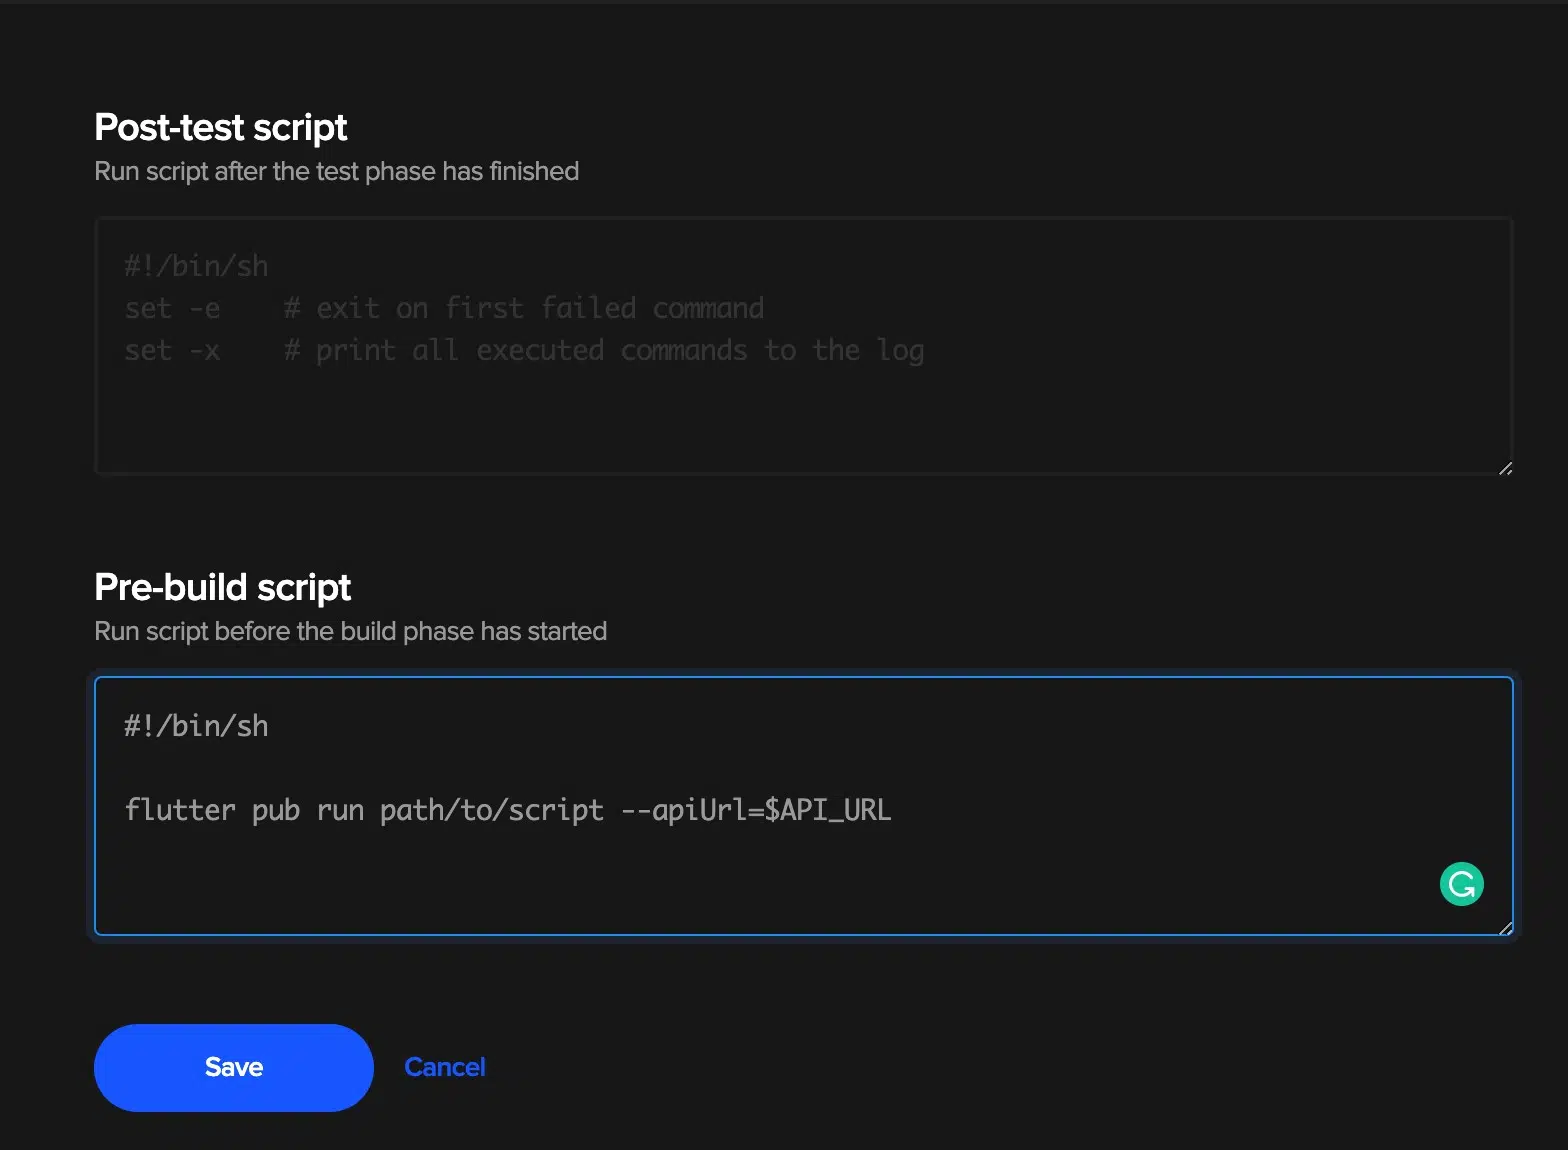 Post-test script
Run script after the test phase has finished
#!/bin/sh
set -e    # exit on first failed command
set -x    # print all executed commands to the log
Pre-build script
Run script before the build phase has started
#!/bin/sh
flutter pub run path/to/script --apiUrl=$API_URL
Save
Cancel